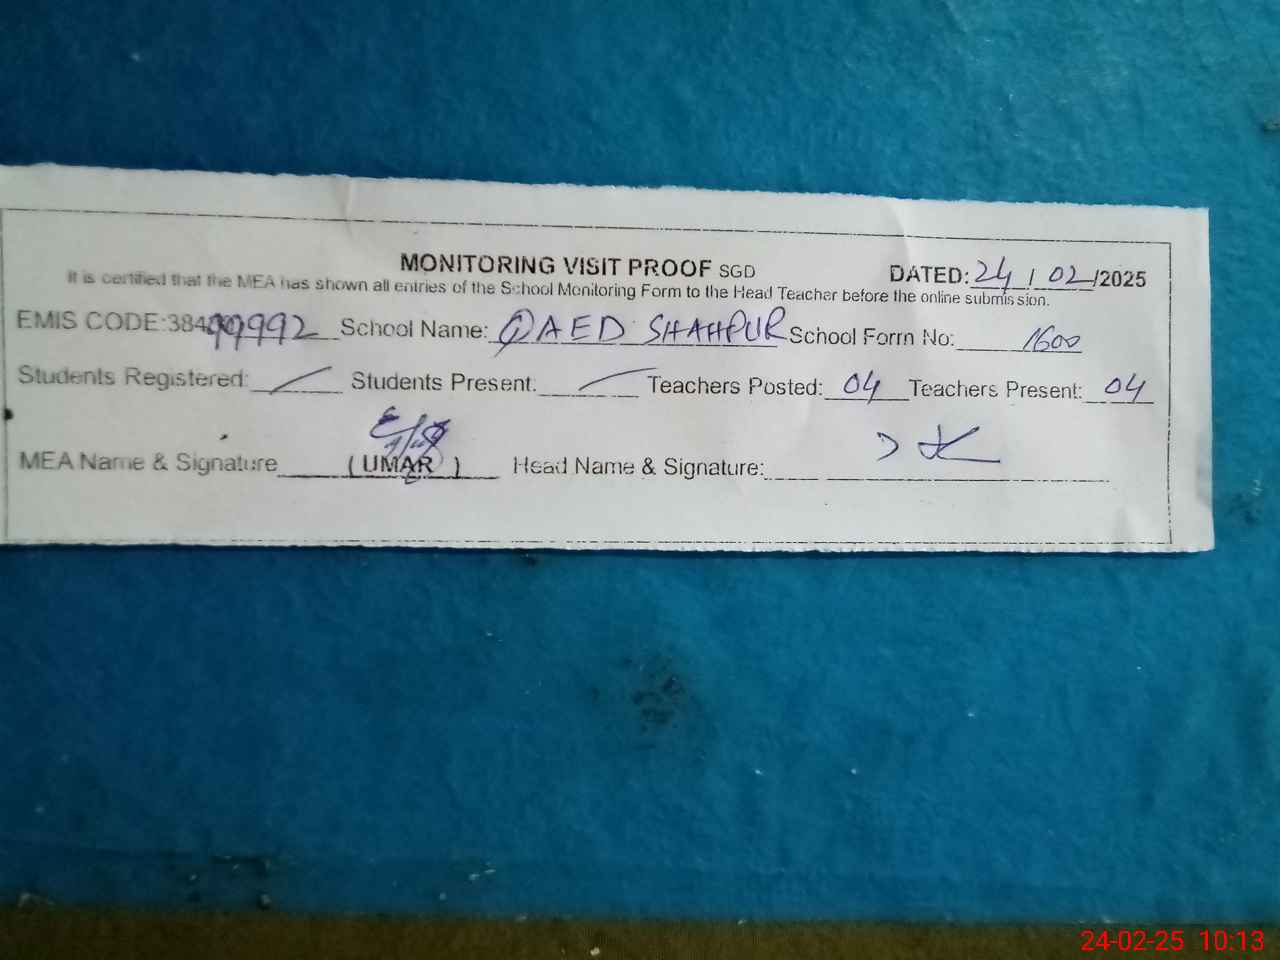 MONITORING VISIT PROOF SGD DATED: 24 / 02 /2025
It is certified that the MEA has shown all entries of the School Monitoring Form to the Head Teacher before the online submission.
EMIS CODE:384 99992 School Name: QAED SHAHPUR School Form No: 1600
Students Registered: Students Present: Teachers Posted: 04 Teachers Present: 04
MEA Name & Signature (UMAR) Head Name & Signature:
24-02-25 10:13